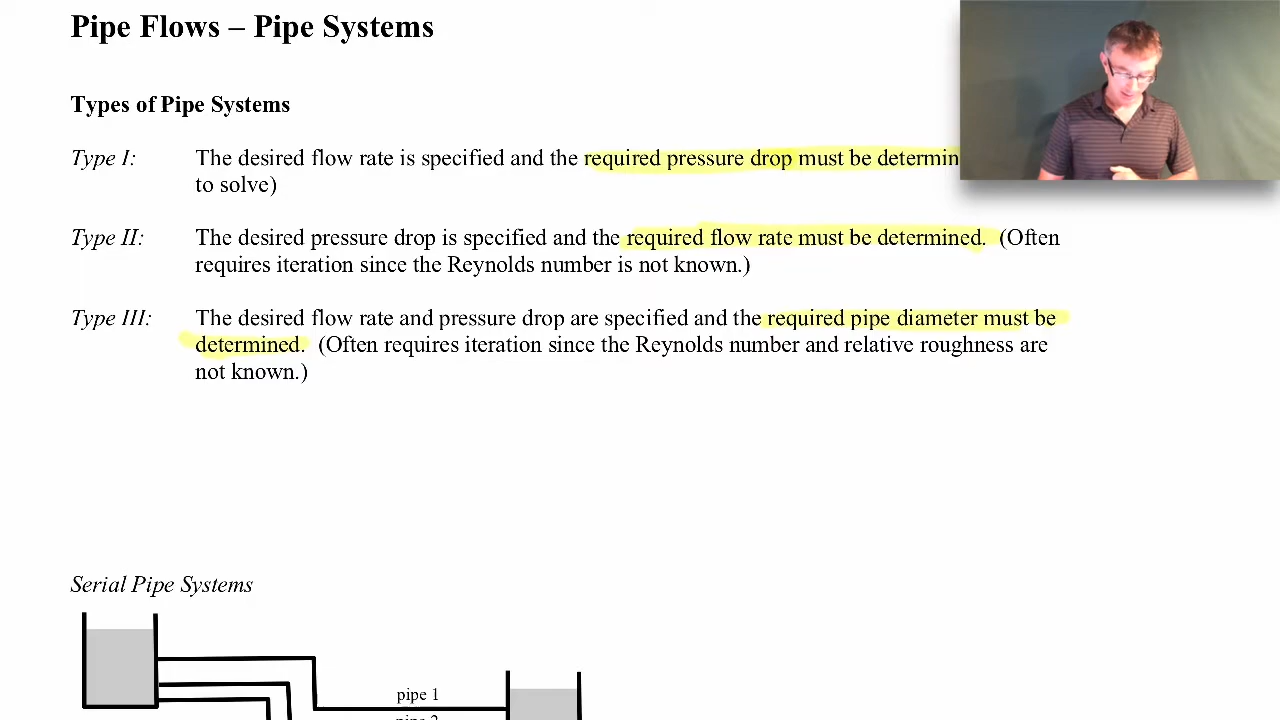 Pipe Flows – Pipe Systems
Types of Pipe Systems
Type I: The desired flow rate is specified and the required pressure drop must be
to solve)
Type II: The desired pressure drop is specified and the required flow rate must be determined. (Often
requires iteration since the Reynolds number is not known.)
Type III: The desired flow rate and pressure drop are specified and the required pipe diameter must be
determined. (Often requires iteration since the Reynolds number and relative roughness are
not known.)
Serial Pipe Systems
pipe 1